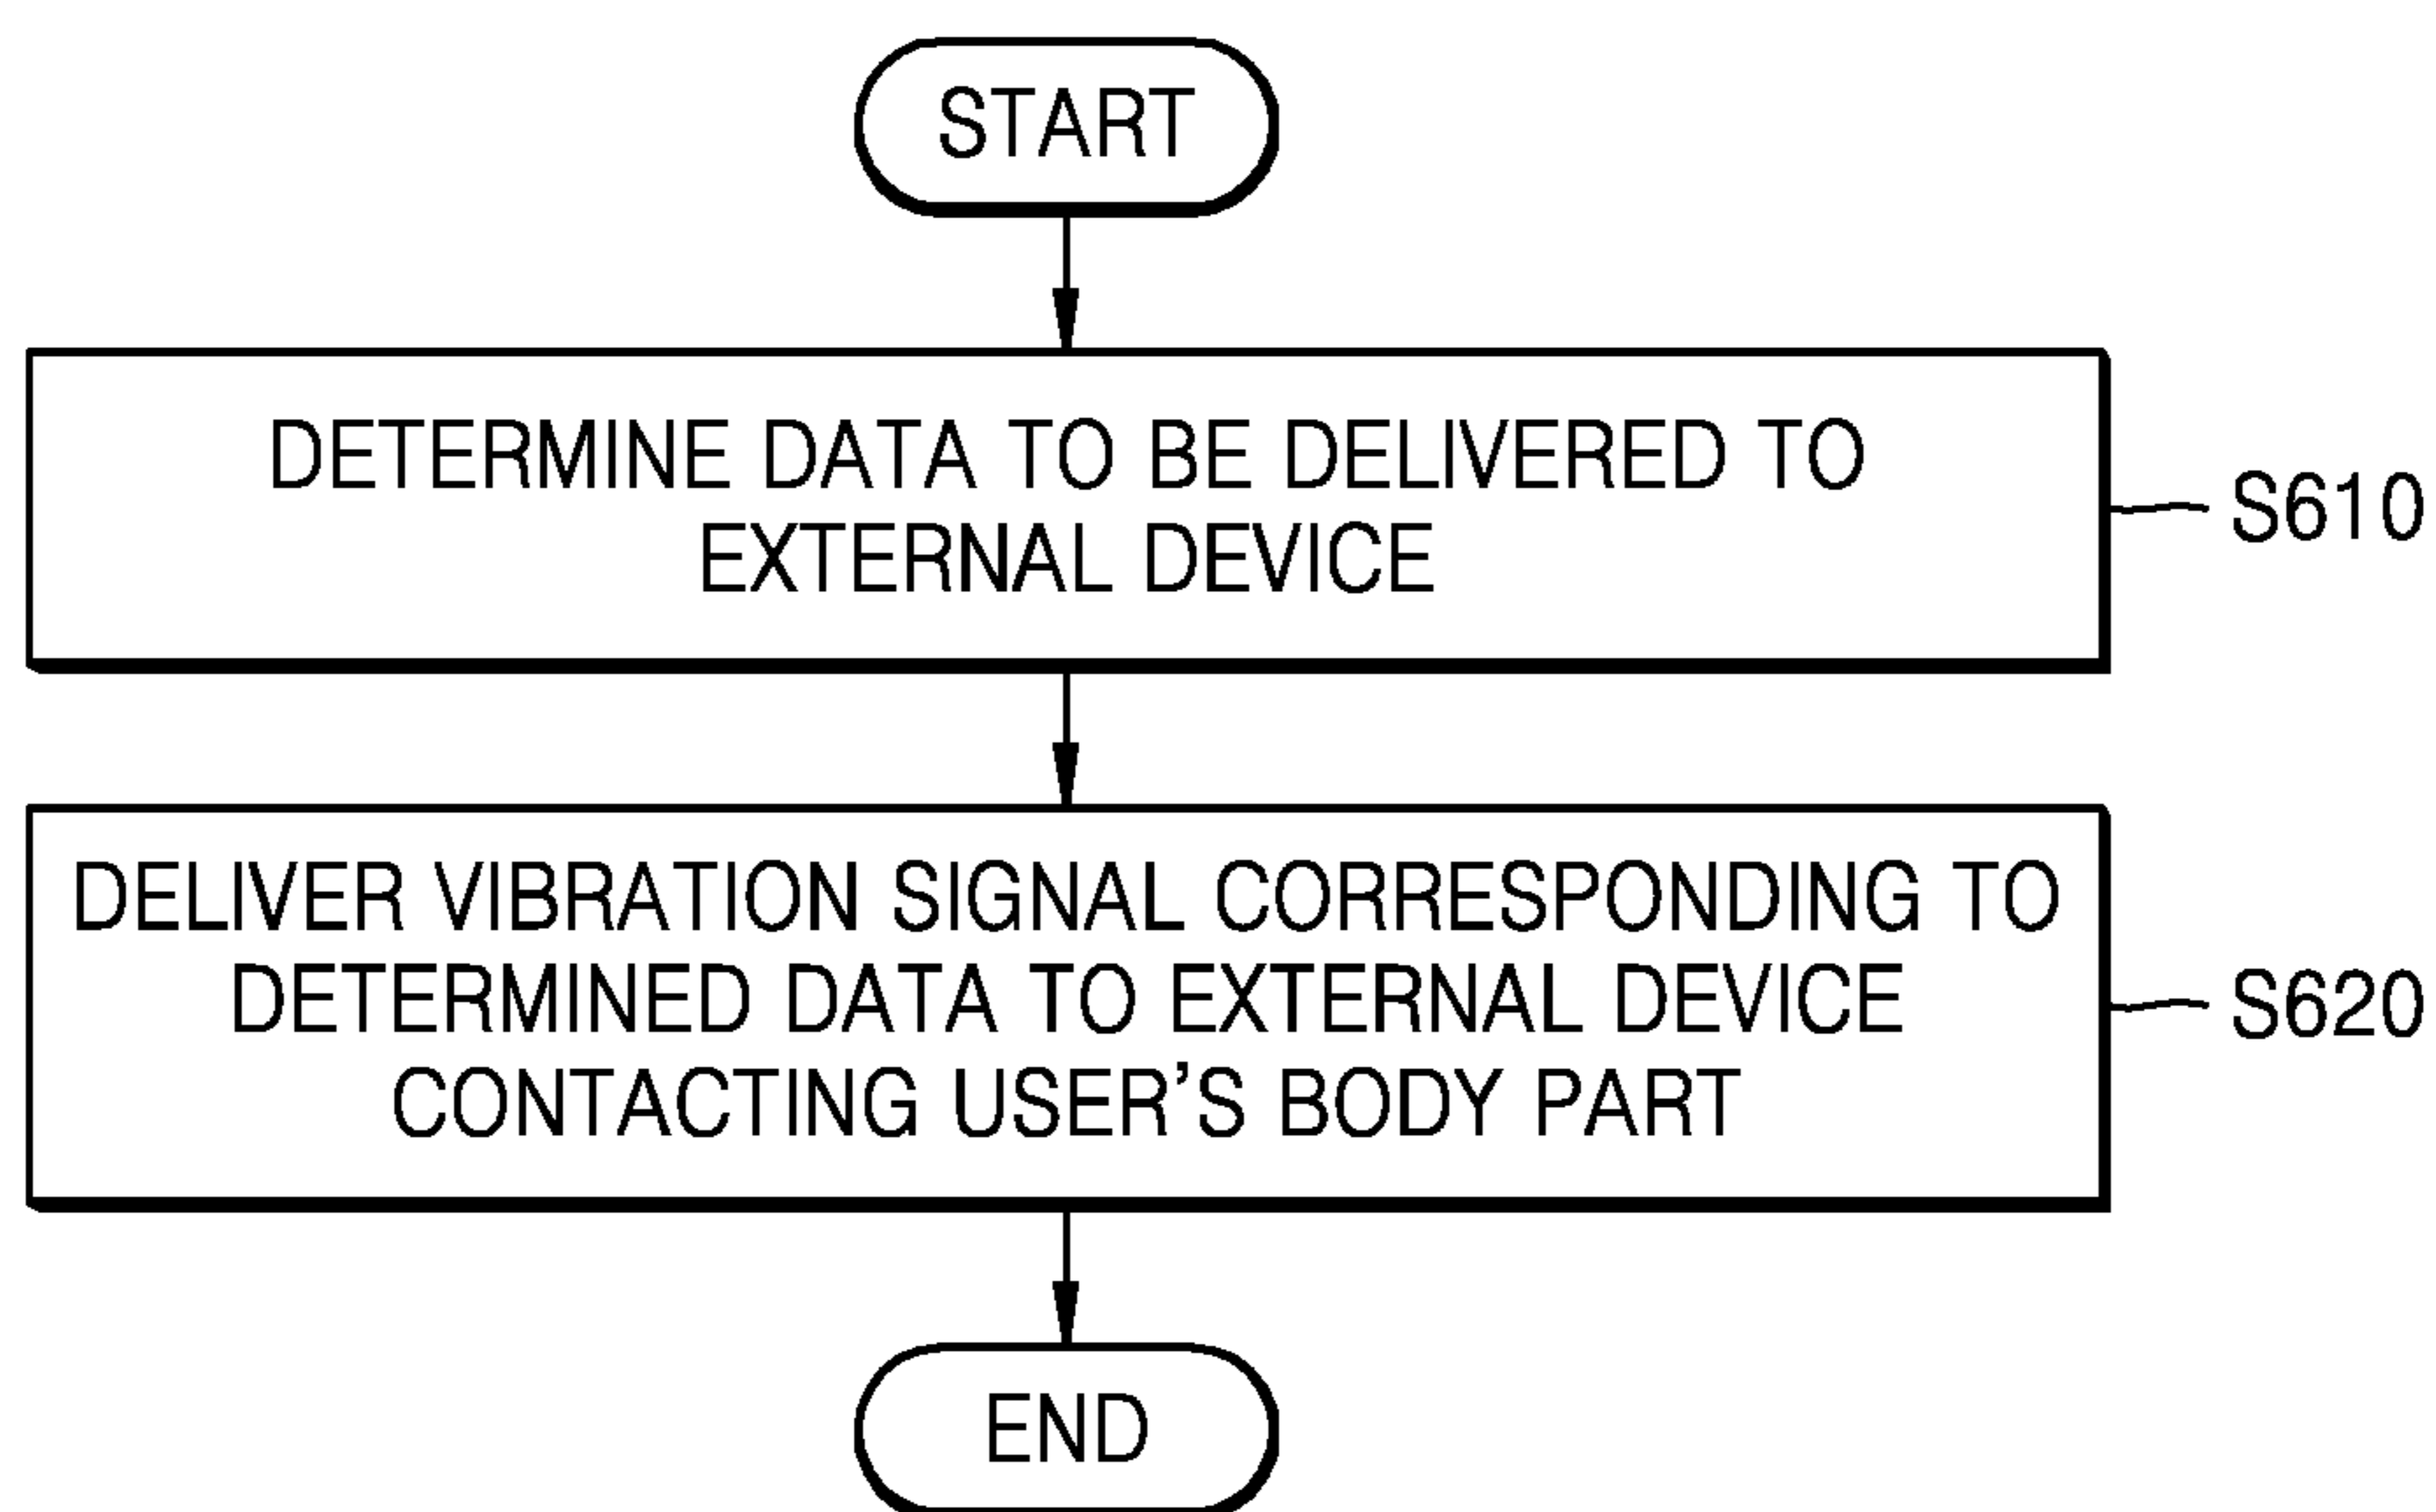 START
DETERMINE DATA TO BE DELIVERED TO
EXTERNAL DEVICE
S610
DELIVER VIBRATION SIGNAL CORRESPONDING TO
DETERMINED DATA TO EXTERNAL DEVICE
CONTACTING USER'S BODY PART
S620
END